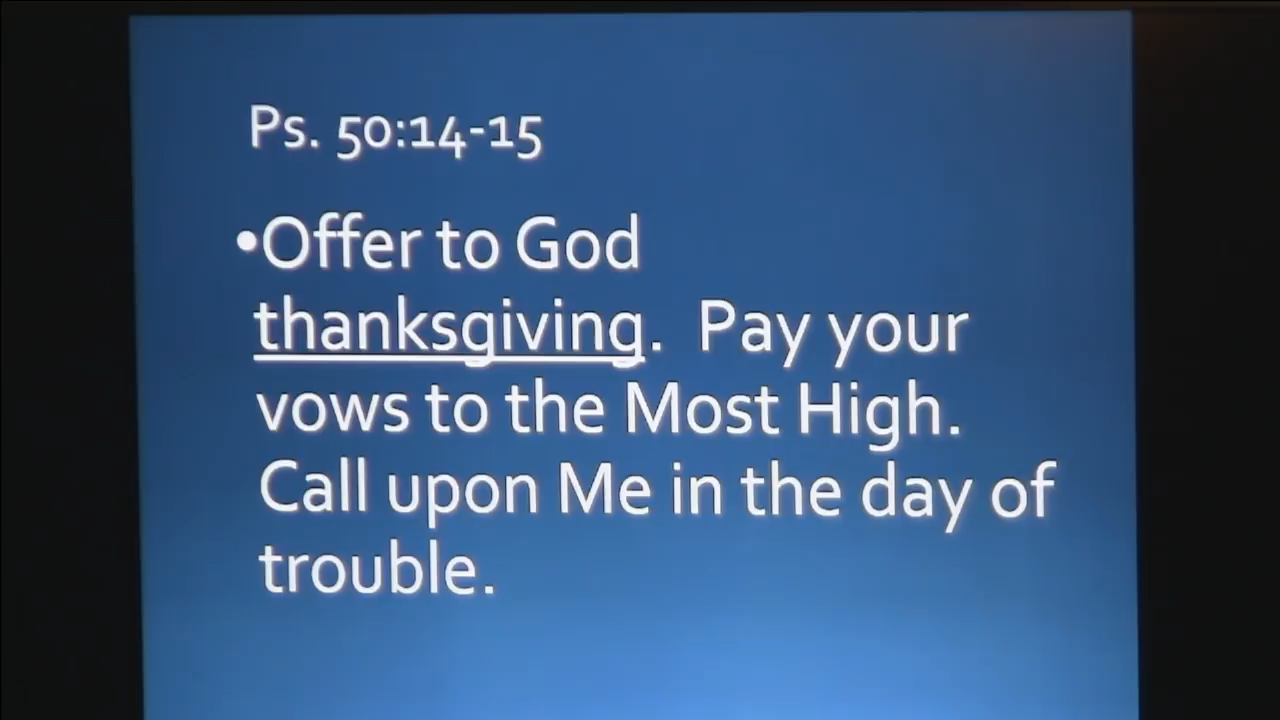 Ps. 50:14-15
•Offer to God
thanksgiving.  Pay your
vows to the Most High.
Call upon Me in the day of
trouble.